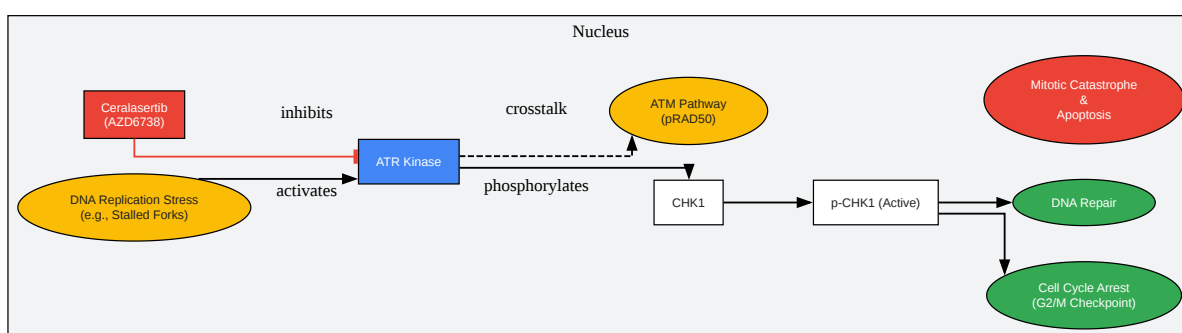 Nucleus
Ceralasertib
(AZD6738)
inhibits
crosstalk
ATM Pathway
(pRAD50)
Mitotic Catastrophe
&
Apoptosis
ATR Kinase
activates
phosphorylates
DNA Replication Stress
(e.g., Stalled Forks)
CHK1
p-CHK1 (Active)
DNA Repair
Cell Cycle Arrest
(G2/M Checkpoint)